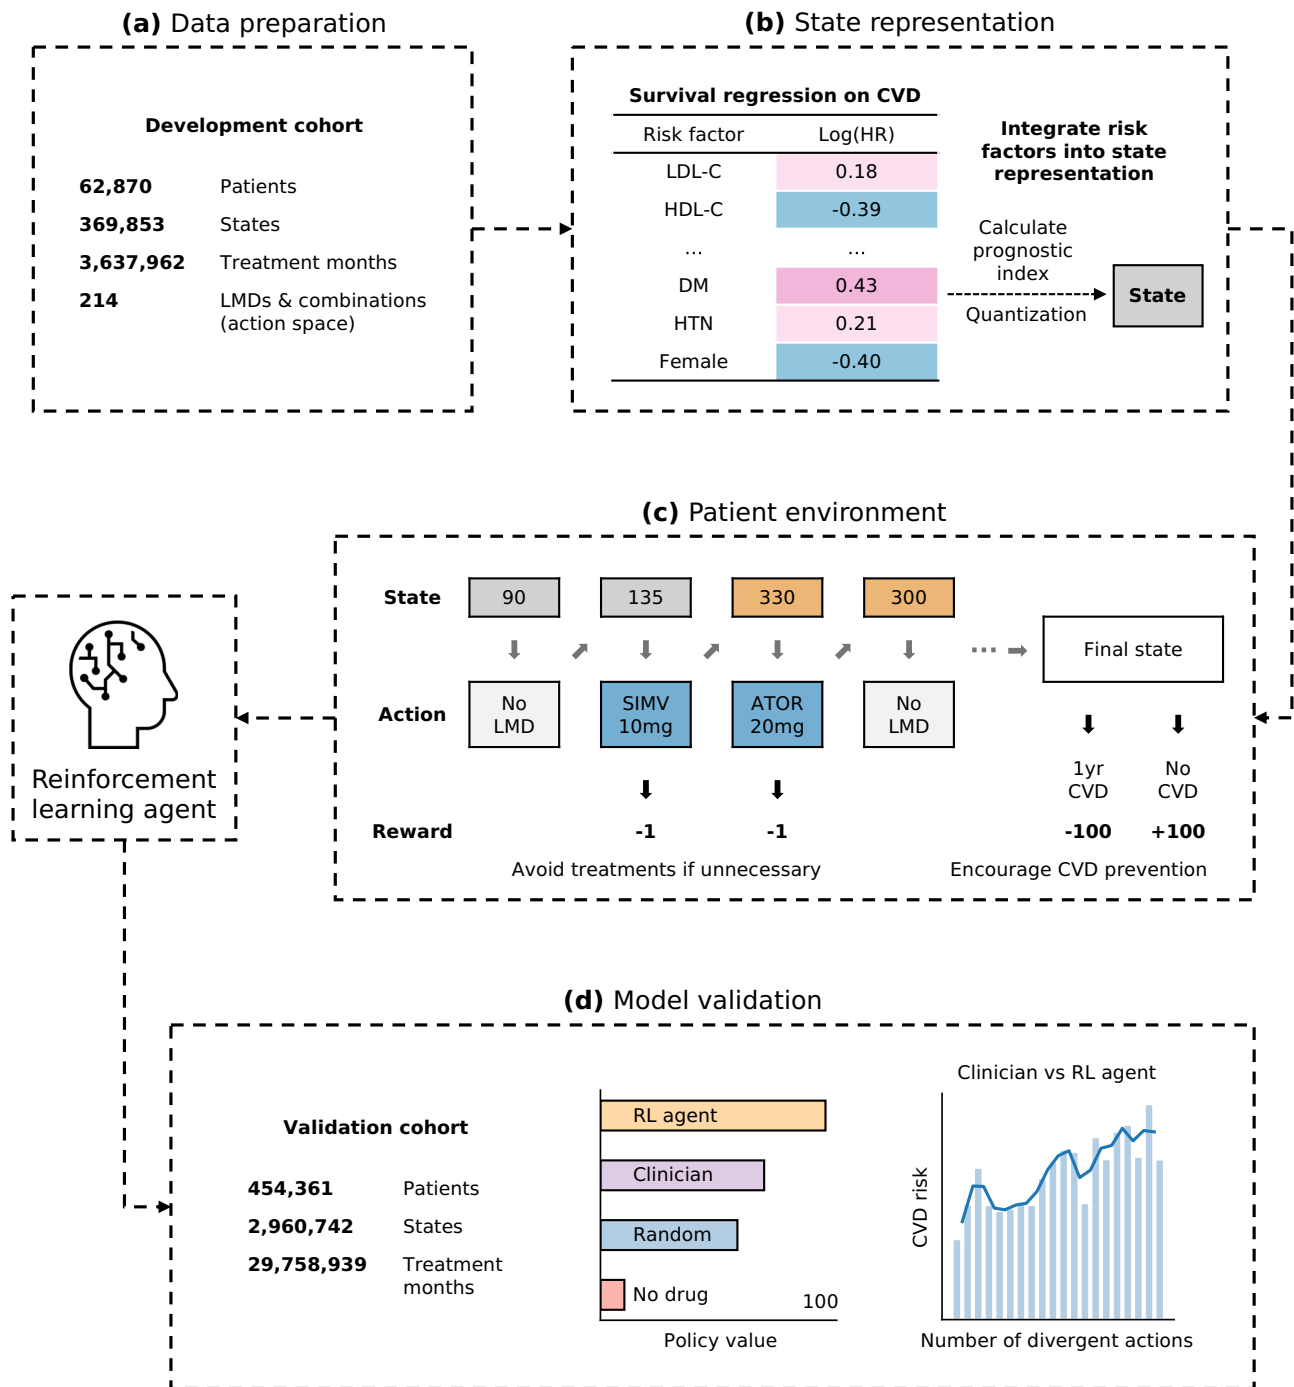 (a) Data preparation
Development cohort
62,870 Patients
369,853 States
3,637,962 Treatment months
214 LMDs & combinations
(action space)
(b) State representation
Survival regression on CVD
Risk factor Log(HR)
LDL-C 0.18
HDL-C -0.39
... ...
DM 0.43
HTN 0.21
Female -0.40
Integrate risk
factors into state
representation
Calculate
prognostic
index
Quantization
State
(c) Patient environment
State 90 135 330 300
Final state
Action
No
LMD
SIMV
10mg
ATOR
20mg
No
LMD
1yr
CVD
No
CVD
Reward -1 -1 -100 +100
Avoid treatments if unnecessary
Encourage CVD prevention
Reinforcement
learning agent
(d) Model validation
Validation cohort
454,361 Patients
2,960,742 States
29,758,939 Treatment
months
RL agent
Clinician
Random
No drug
100
Policy value
Clinician vs RL agent
CVD risk
Number of divergent actions